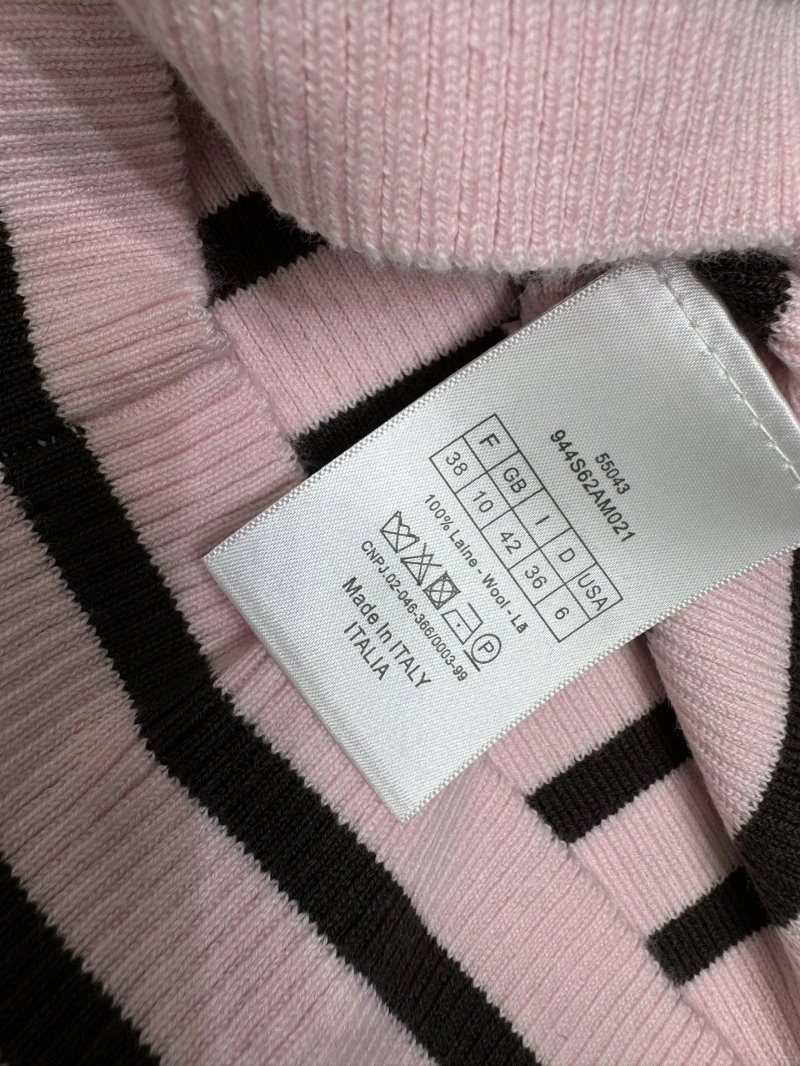 55043
944S62AM021
F GB I D USA
38 10 42 36 6
100% Laine - Wool - Lã
P
CNPJ.02-046-366/0003-99
Made In ITALY
ITALIA